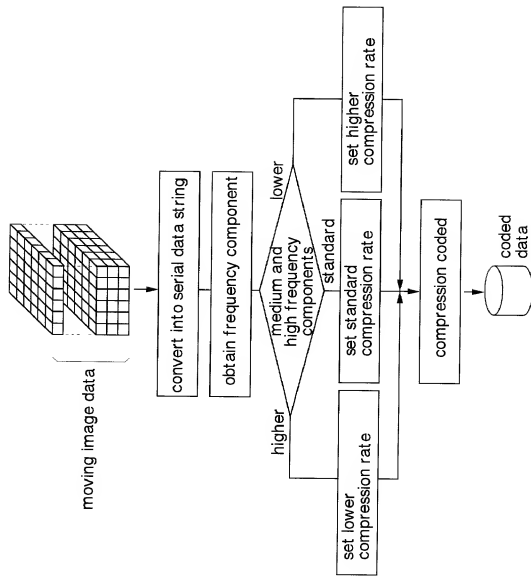 moving image data
convert into serial data string
obtain frequency component
higher
medium and
high frequency
components
lower
standard
set lower
compression rate
set standard
compression rate
set higher
compression rate
compression coded
coded
data